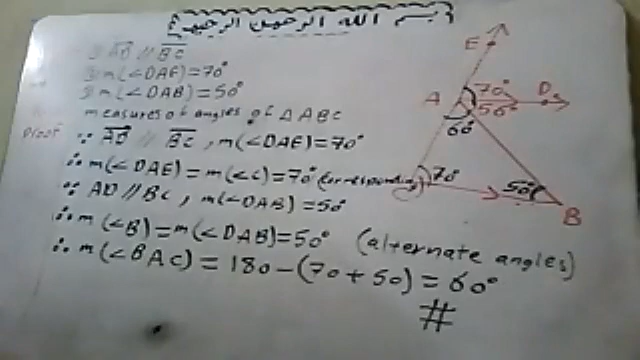 بسم الله الرحمن الرحيم
AD // BC
m(∠DAE)=70°
m(∠DAB)=50°
measures of angles of △ABC
Proof
∵ AD // BC, m(∠DAE)=70°
∴ m(∠DAE)=m(∠C)=70° (corresponding)
∵ AD // BC, m(∠DAB)=50°
∴ m(∠B)=m(∠DAB)=50° (alternate angles)
∴ m(∠BAC)=180-(70+50)=60°
#
E
70° D
A 50°
60°
70°
50°
B